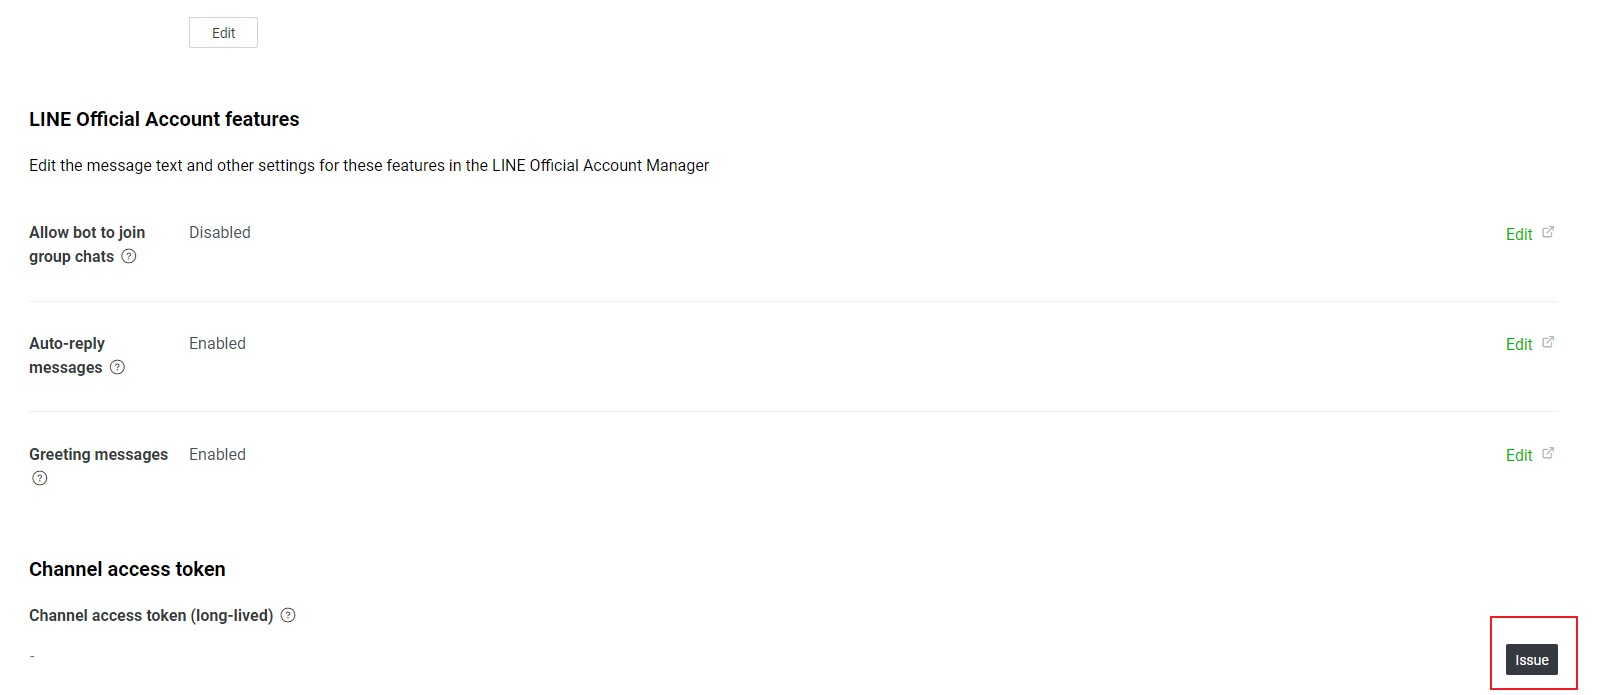 Edit
LINE Official Account features
Edit the message text and other settings for these features in the LINE Official Account Manager
Allow bot to join
group chats ?
Disabled
Edit
Auto-reply
messages ?
Enabled
Edit
Greeting messages
?
Enabled
Edit
Channel access token
Channel access token (long-lived) ?
-
Issue